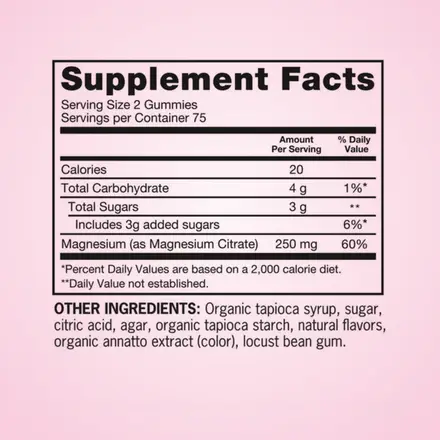 Supplement Facts
Serving Size 2 Gummies
Servings per Container 75
Amount Per Serving % Daily Value
Calories 20
Total Carbohydrate 4 g 1%*
Total Sugars 3 g **
Includes 3g added sugars 6%*
Magnesium (as Magnesium Citrate) 250 mg 60%
*Percent Daily Values are based on a 2,000 calorie diet.
**Daily Value not established.
OTHER INGREDIENTS: Organic tapioca syrup, sugar,
citric acid, agar, organic tapioca starch, natural flavors,
organic annatto extract (color), locust bean gum.